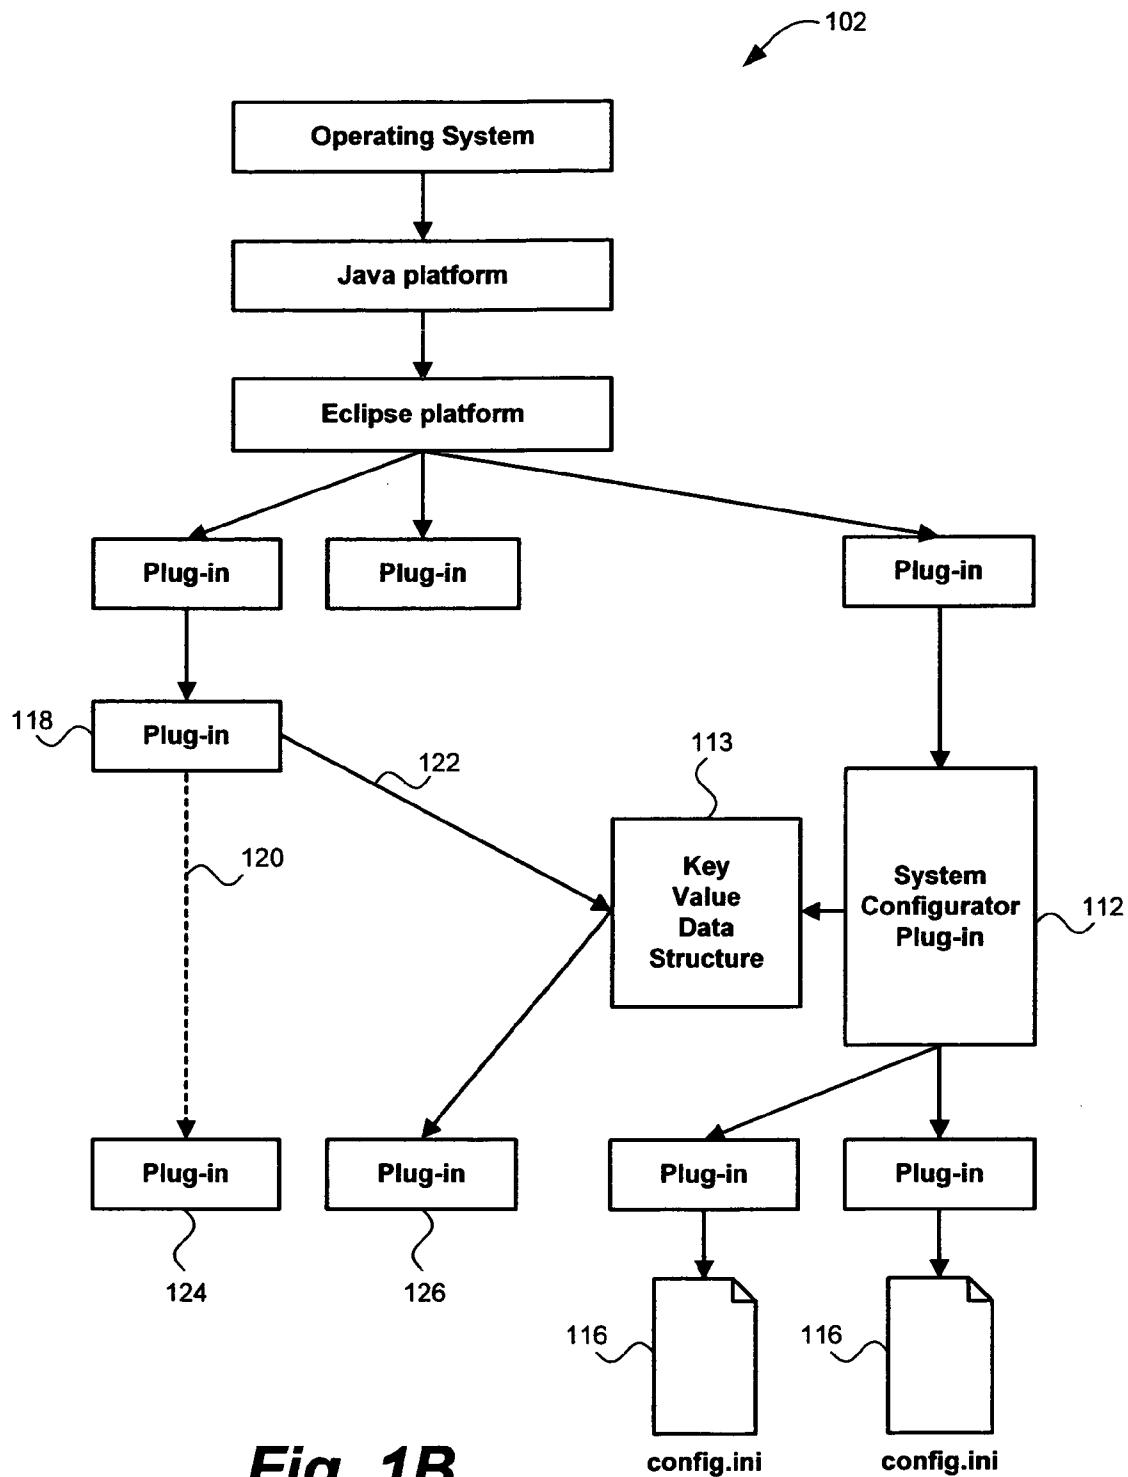 102
Operating System
Java platform
Eclipse platform
Plug-in
Plug-in
Plug-in
118
Plug-in
122
113
120
Key
Value
Data
Structure
System
Configurator
Plug-in
112
Plug-in
Plug-in
Plug-in
Plug-in
124
126
116
116
config.ini
config.ini
Fig. 1B